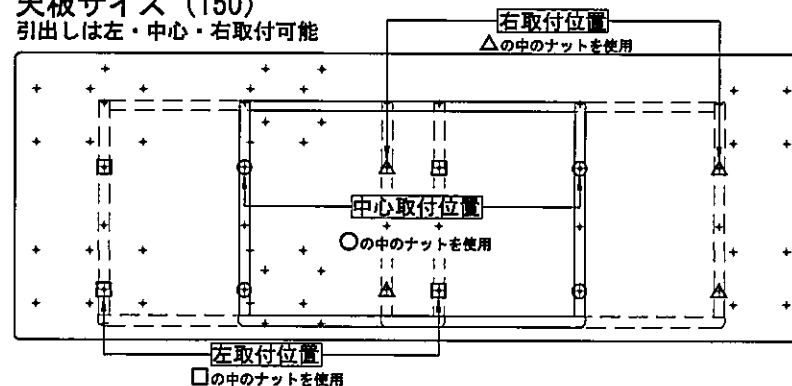 天板サイズ（150）
引出しは左・中心・右取付可能
右取付位置
△の中のナットを使用
中心取付位置
○の中のナットを使用
左取付位置
□の中のナットを使用